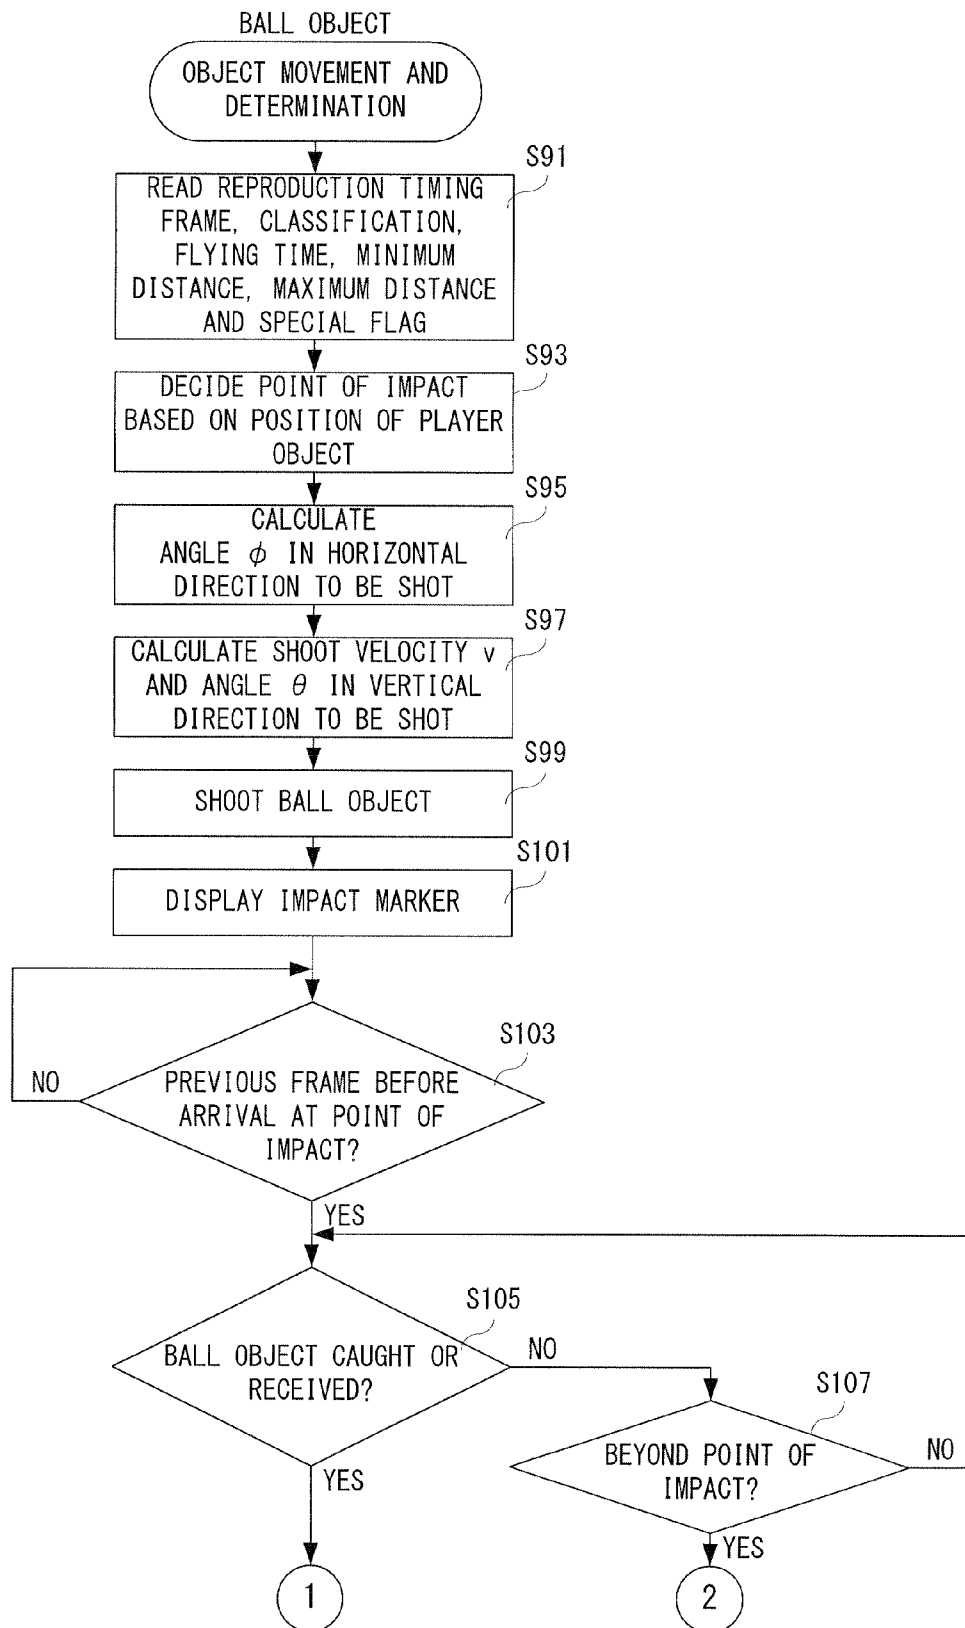 BALL OBJECT
OBJECT MOVEMENT AND
DETERMINATION
S91
READ REPRODUCTION TIMING
FRAME, CLASSIFICATION,
FLYING TIME, MINIMUM
DISTANCE, MAXIMUM DISTANCE
AND SPECIAL FLAG
S93
DECIDE POINT OF IMPACT
BASED ON POSITION OF PLAYER
OBJECT
S95
CALCULATE
ANGLE φ IN HORIZONTAL
DIRECTION TO BE SHOT
S97
CALCULATE SHOOT VELOCITY v
AND ANGLE θ IN VERTICAL
DIRECTION TO BE SHOT
S99
SHOOT BALL OBJECT
S101
DISPLAY IMPACT MARKER
S103
NO
PREVIOUS FRAME BEFORE
ARRIVAL AT POINT OF
IMPACT?
YES
S105
BALL OBJECT CAUGHT OR
RECEIVED?
NO
YES
S107
BEYOND POINT OF
IMPACT?
NO
YES
1
2